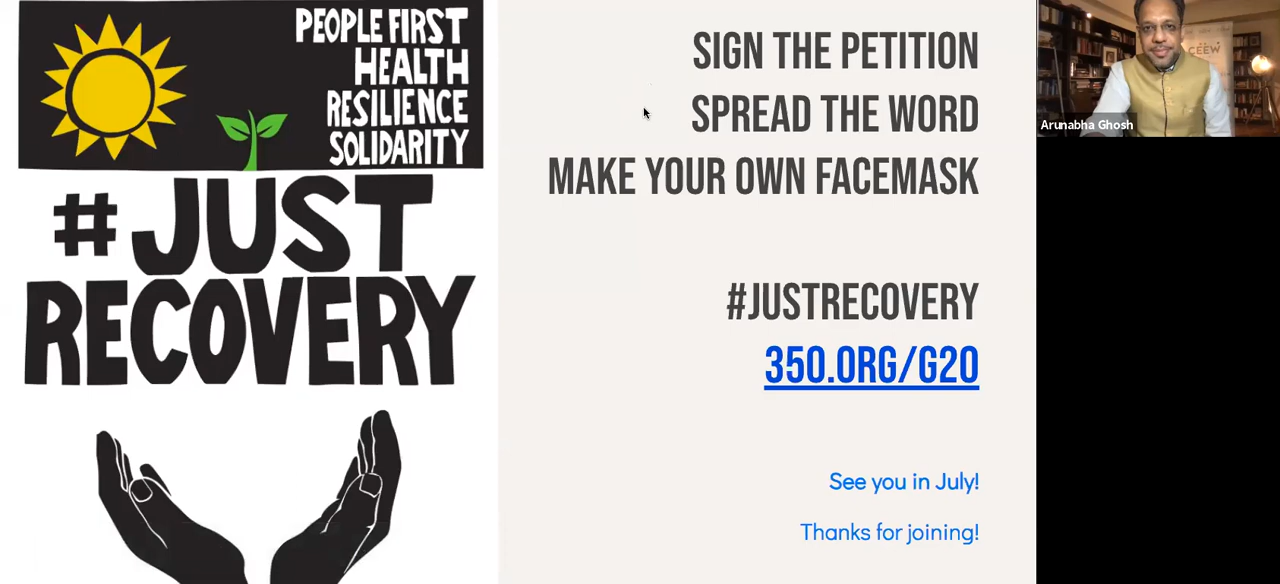 PEOPLE FIRST
HEALTH
RESILIENCE
SOLIDARITY
#JUST
RECOVERY
SIGN THE PETITION
SPREAD THE WORD
MAKE YOUR OWN FACEMASK
#JUSTRECOVERY
350.ORG/G20
See you in July!
Thanks for joining!
CEEW
Arunabha Ghosh